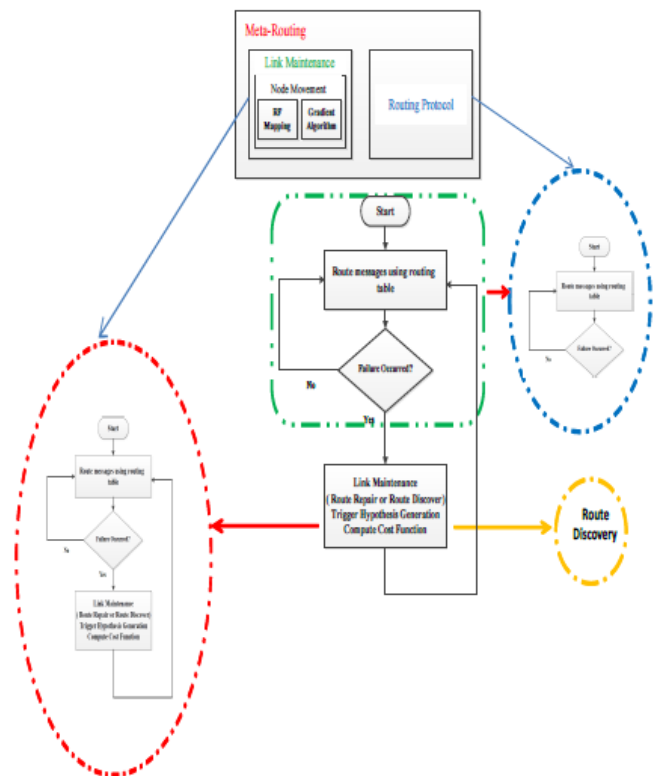 Meta-Routing
Link Maintenance
Node Movement
RF
Mapping
Gradient
Algorithm
Routing Protocol
Start
Route messages using routing
table
Failure Occurred?
No
Yes
Link Maintenance
( Route Repair or Route Discover)
Trigger Hypothesis Generation
Compute Cost Function
Start
Route messages using routing
table
Failure Occurred?
No
Route
Discovery
Start
Route messages using routing
table
Failure Occurred?
No
Yes
Link Maintenance
( Route Repair or Route Discover)
Trigger Hypothesis Generation
Compute Cost Function